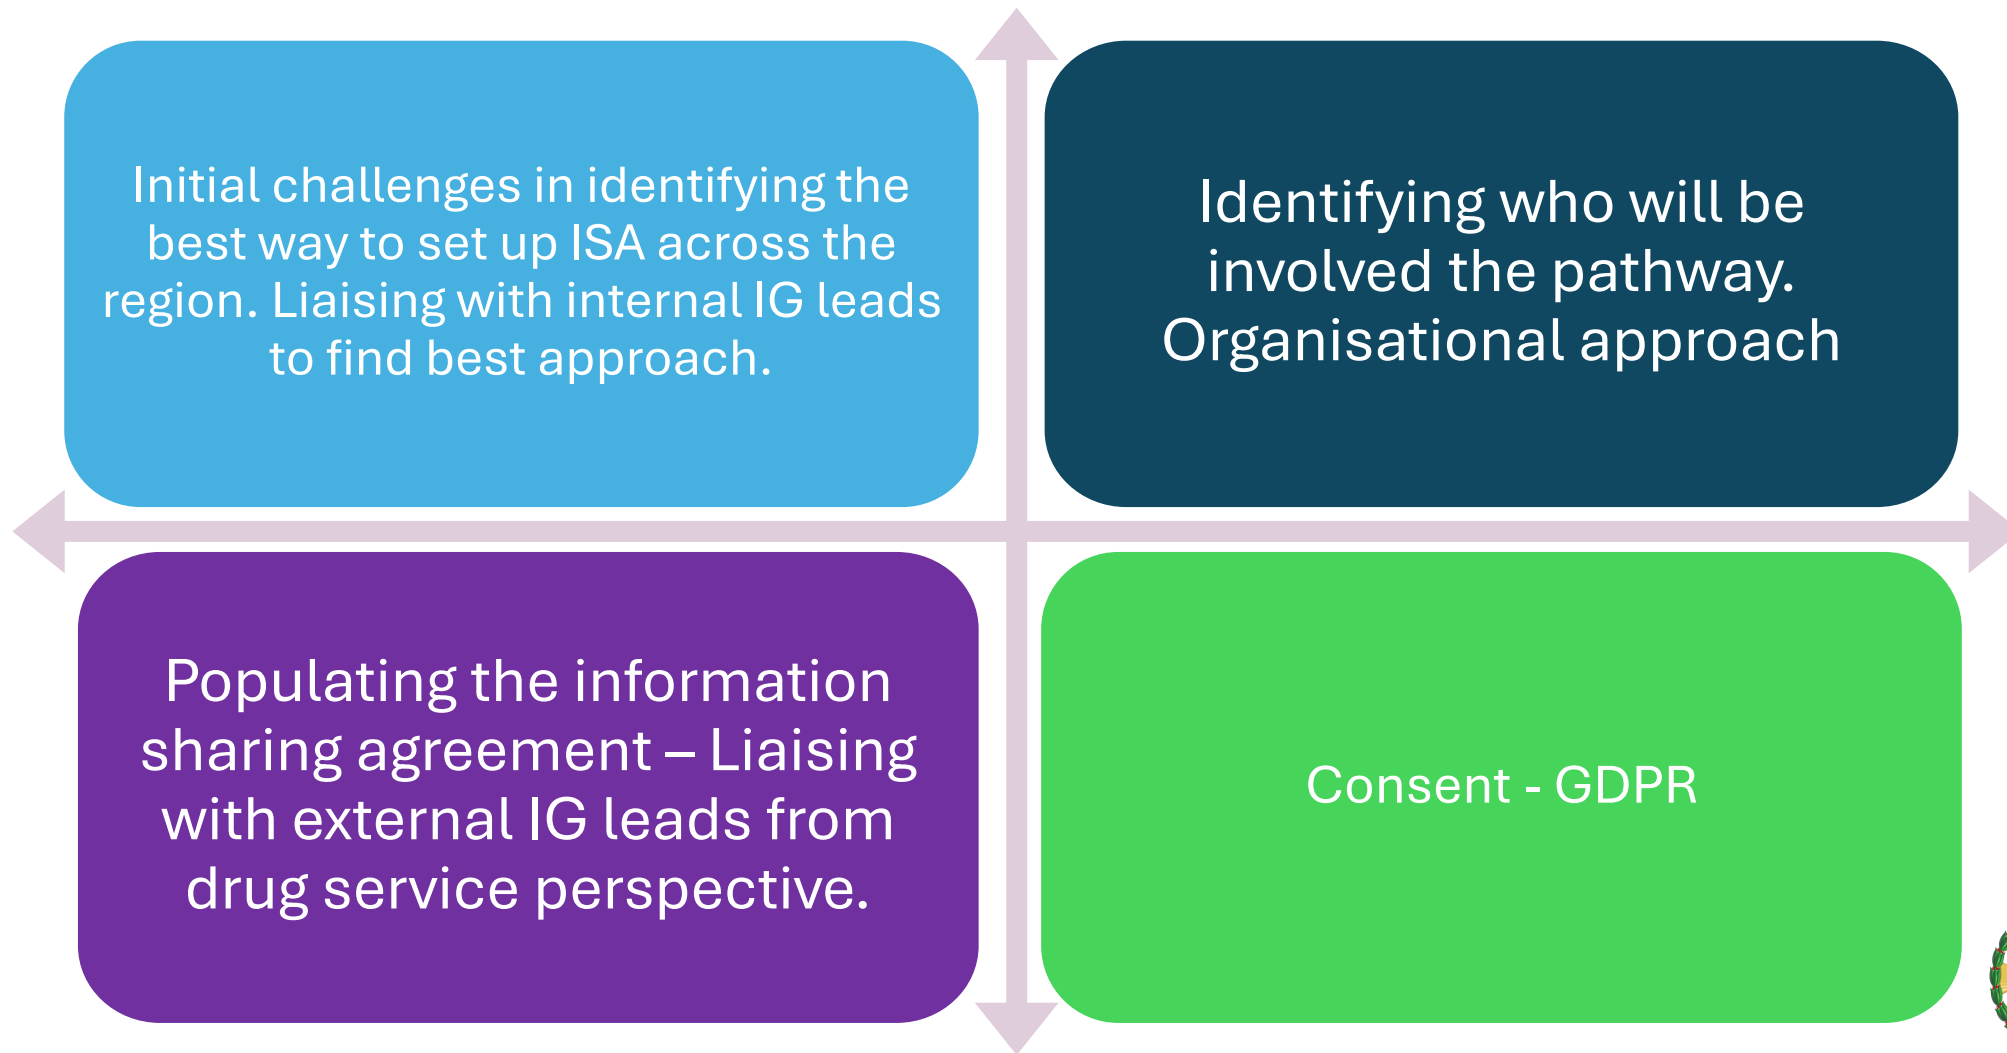 Initial challenges in identifying the
best way to set up ISA across the
region. Liaising with internal IG leads
to find best approach.
Identifying who will be
involved the pathway.
Organisational approach
Populating the information
sharing agreement – Liaising
with external IG leads from
drug service perspective.
Consent - GDPR